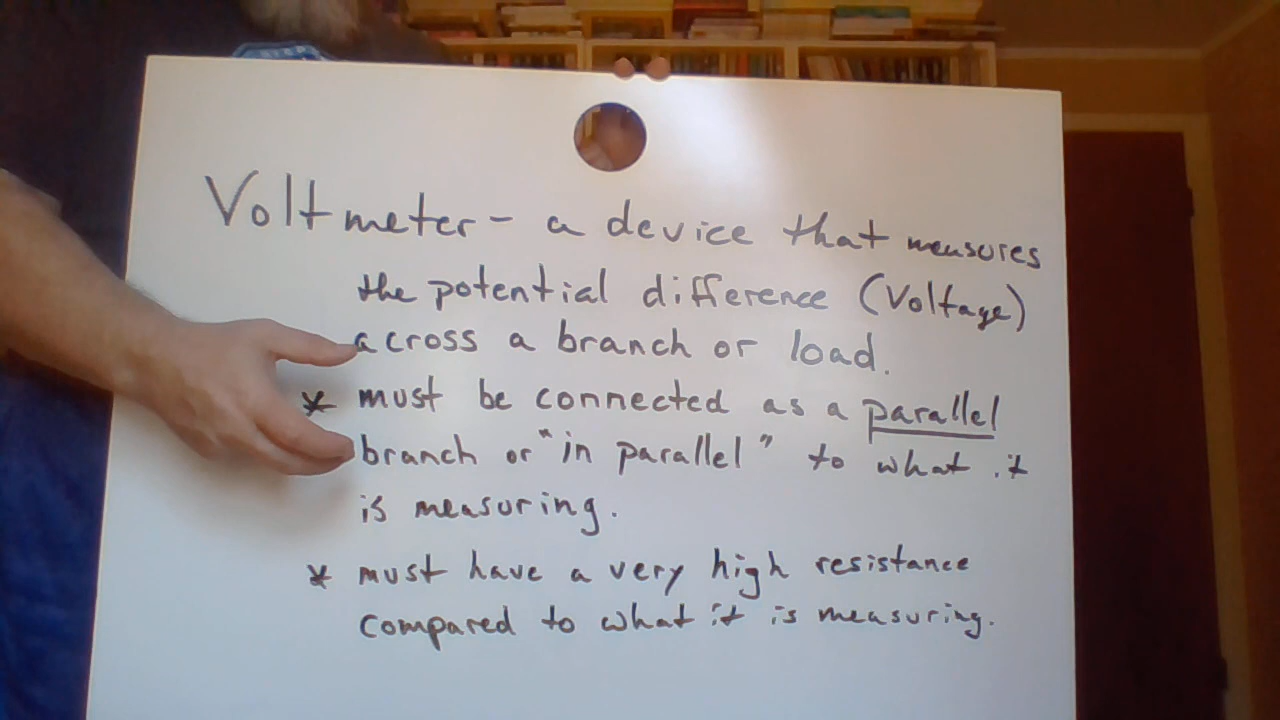 Voltmeter - a device that measures
the potential difference (Voltage)
across a branch or load.
* must be connected as a parallel
branch or "in parallel" to what it
is measuring.
* must have a very high resistance
compared to what it is measuring.